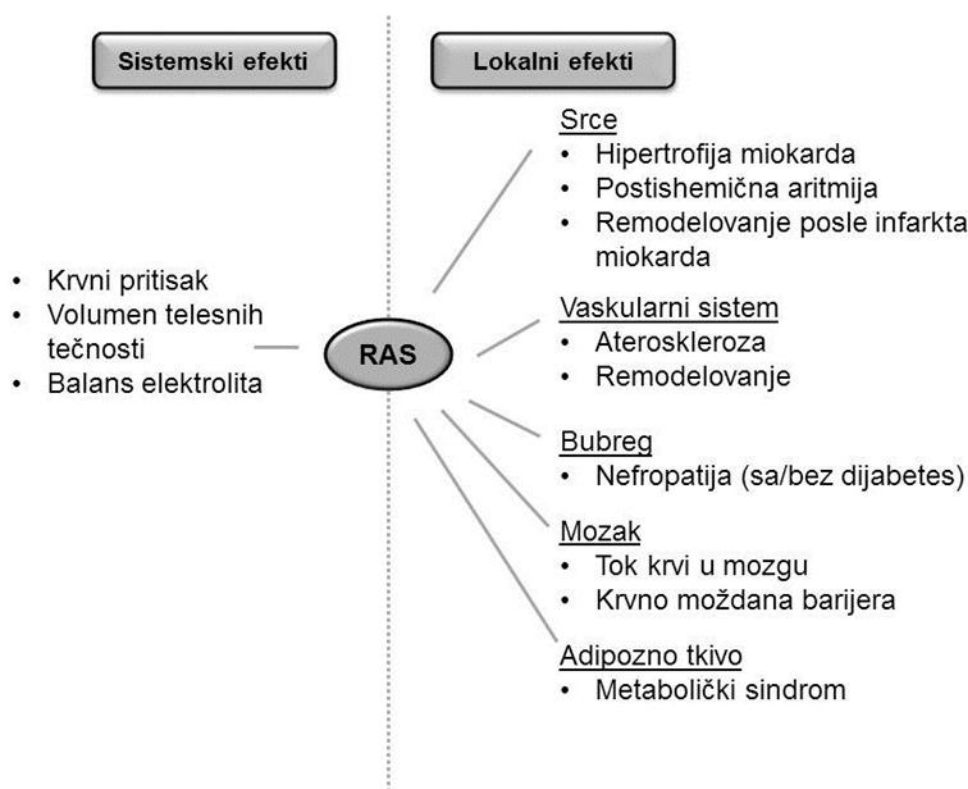 Sistemski efekti
Lokalni efekti
• Krvni pritisak
• Volumen telesnih
tečnosti
• Balans elektrolita
RAS
Srce
• Hipertrofija miokarda
• Postishemična aritmija
• Remodelovanje posle infarkta
miokarda
Vaskularni sistem
• Ateroskleroza
• Remodelovanje
Bubreg
• Nefropatija (sa/bez dijabetes)
Mozak
• Tok krvi u mozgu
• Krvno moždana barijera
Adipozno tkivo
• Metabolički sindrom